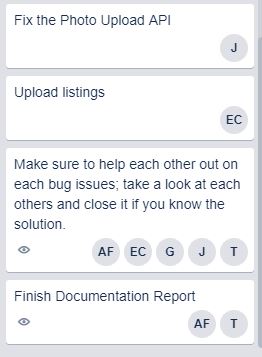 Fix the Photo Upload API
J
Upload listings
EC
Make sure to help each other out on
each bug issues; take a look at each
others and close it if you know the
solution.
AF EC G J T
Finish Documentation Report
AF T